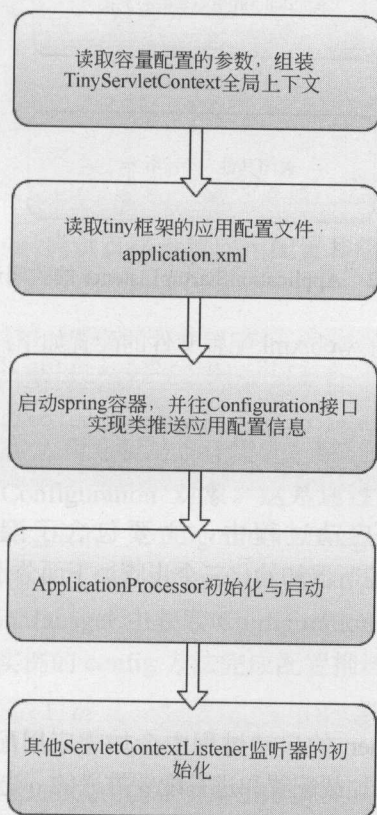 读取容量配置的参数，组装
TinyServletContext全局上下文
读取tiny框架的应用配置文件
application.xml
启动spring容器，并往Configuration接口
实现类推送应用配置信息
ApplicationProcessor初始化与启动
其他ServletContextListener监听器的初
始化